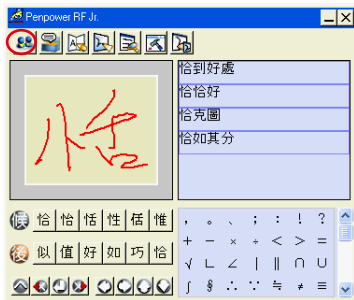 Penpower RF Jr.
恰到好處
恰恰好
恰克圖
恰如其分
恰
候 恰 怡 恬 性 佸 惟
後 似 值 好 如 巧 恰
， 。 、 ； ： ！ ？
+ － × ÷ < > =
√ ∟ ∠ | ∥ ∩ ∪
∫ § ∴ ∵ ≒ ≠ ≡